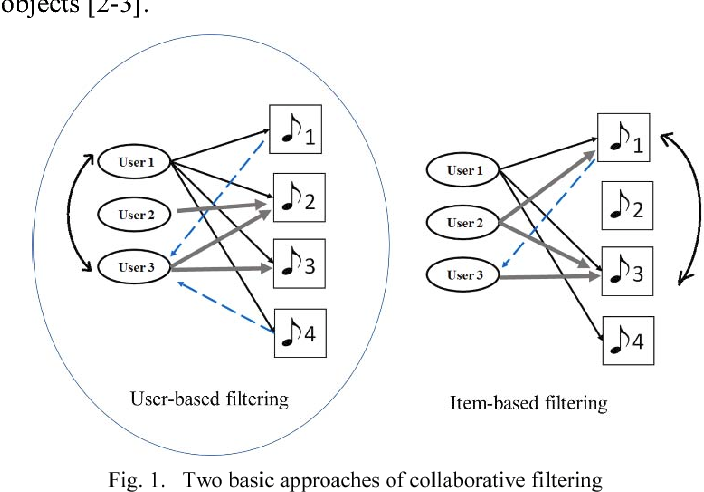 objects [2-3].
User 1
User 2
User 3
1
2
3
4
User-based filtering
User 1
User 2
User 3
1
2
3
4
Item-based filtering
Fig. 1. Two basic approaches of collaborative filtering